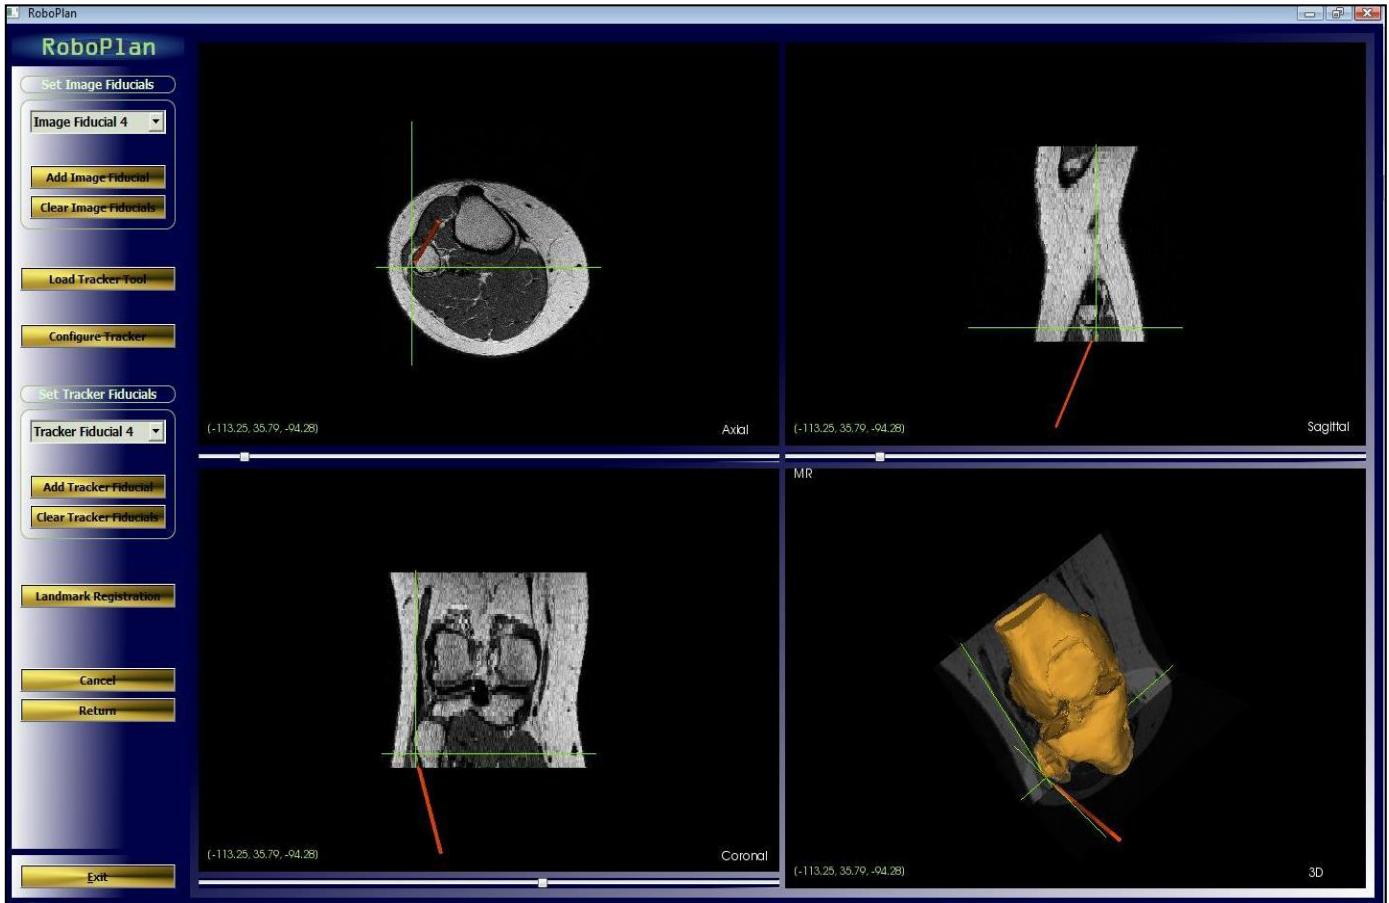 RoboPlan
RoboPlan
Set Image Fiducials
Image Fiducial 4
Add Image Fiducial
Clear Image Fiducials
Load Tracker Tool
Configure Tracker
Set Tracker Fiducials
Tracker Fiducial 4
Add Tracker Fiducial
Clear Tracker Fiducials
Landmark Registration
Cancel
Return
Exit
(-113.25, 35.79, -94.28)
Axial
(-113.25, 35.79, -94.28)
Sagittal
(-113.25, 35.79, -94.28)
Coronal
MR
(-113.25, 35.79, -94.28)
3D